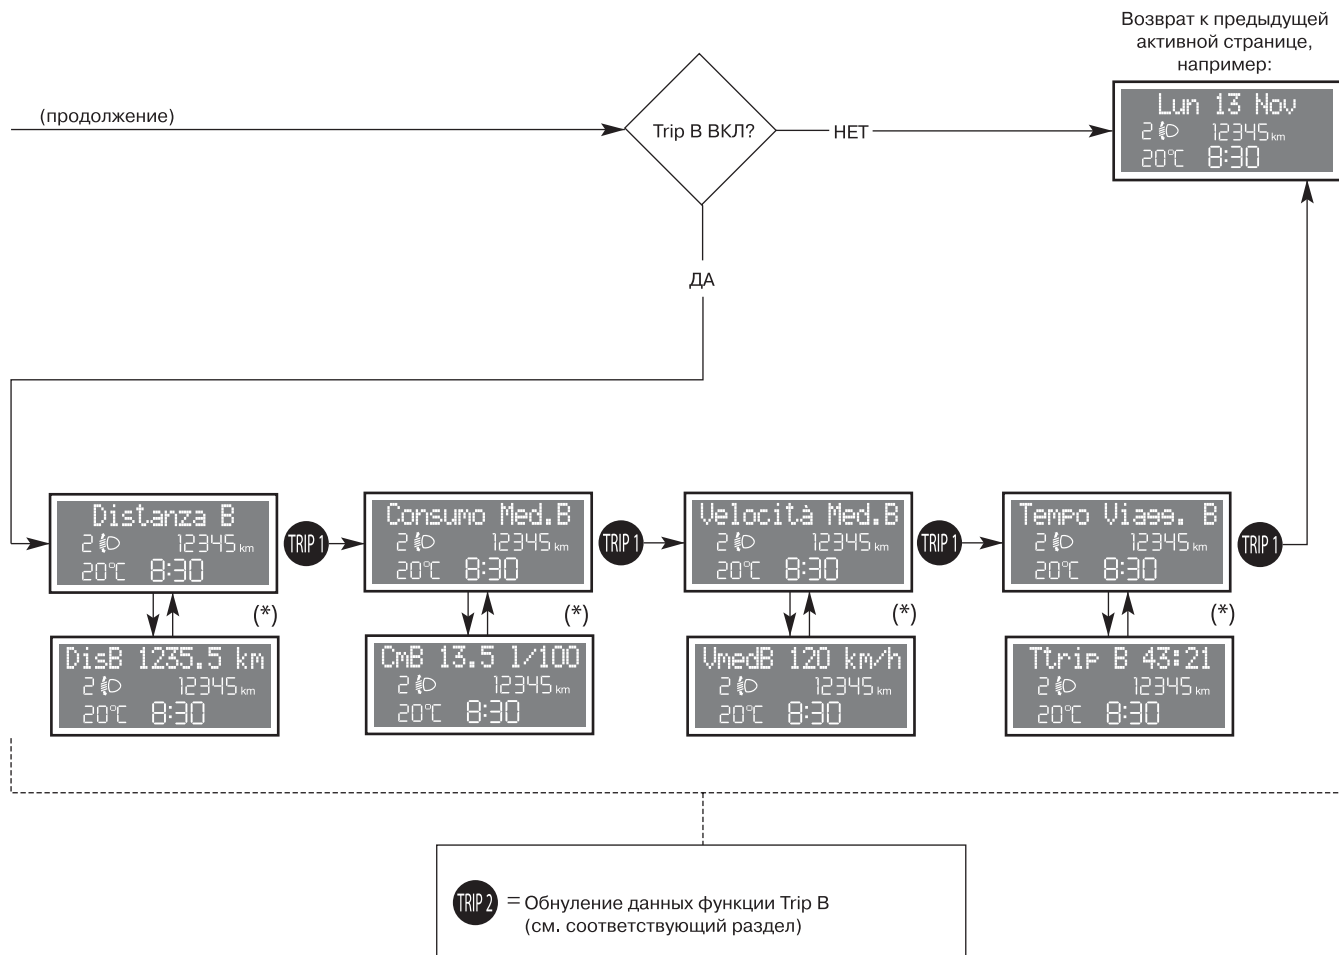 Возврат к предыдущей
активной странице,
например:
(продолжение)
Trip B ВКЛ?
НЕТ
Lun 13 Nov
2 12345 km
20°C 8:30
ДА
Distanza B
2 12345 km
20°C 8:30
TRIP 1
Consumo Med.B
2 12345 km
20°C 8:30
TRIP 1
Velocità Med.B
2 12345 km
20°C 8:30
TRIP 1
Tempo Viagg. B
2 12345 km
20°C 8:30
TRIP 1
(*)
(*)
(*)
(*)
DisB 1235.5 km
2 12345 km
20°C 8:30
CmB 13.5 l/100
2 12345 km
20°C 8:30
VmedB 120 km/h
2 12345 km
20°C 8:30
Ttrip B 43:21
2 12345 km
20°C 8:30
TRIP 2 = Обнуление данных функции Trip B
(см. соответствующий раздел)